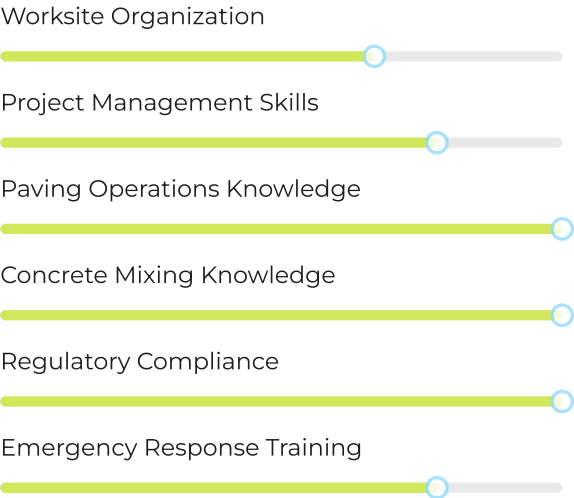 Worksite Organization
Project Management Skills
Paving Operations Knowledge
Concrete Mixing Knowledge
Regulatory Compliance
Emergency Response Training